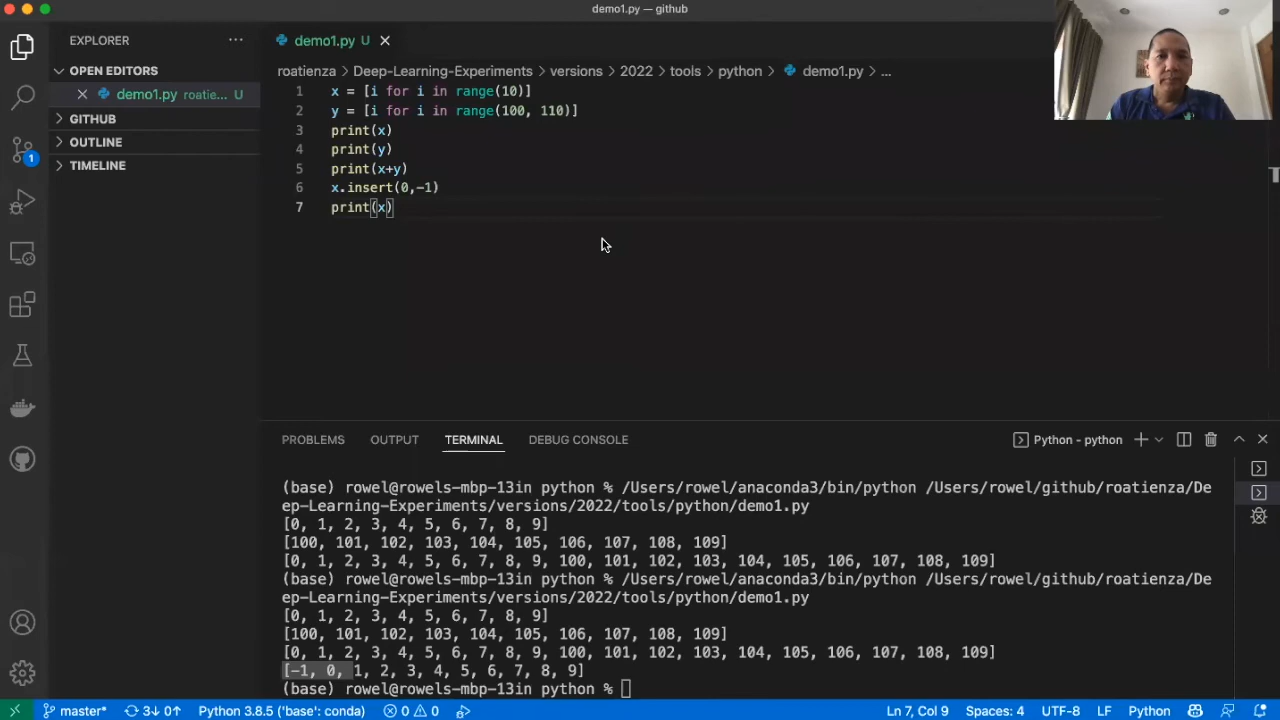 demo1.py — github
EXPLORER
OPEN EDITORS
demo1.py roatie... U
GITHUB
OUTLINE
TIMELINE
1
demo1.py U
roatienza > Deep-Learning-Experiments > versions > 2022 > tools > python > demo1.py > ...
1 x = [i for i in range(10)]
2 y = [i for i in range(100, 110)]
3 print(x)
4 print(y)
5 print(x+y)
6 x.insert(0,-1)
7 print(x)
PROBLEMS OUTPUT TERMINAL DEBUG CONSOLE
Python - python
(base) rowel@rowels-mbp-13in python % /Users/rowel/anaconda3/bin/python /Users/rowel/github/roatienza/De
ep-Learning-Experiments/versions/2022/tools/python/demo1.py
[0, 1, 2, 3, 4, 5, 6, 7, 8, 9]
[100, 101, 102, 103, 104, 105, 106, 107, 108, 109]
[0, 1, 2, 3, 4, 5, 6, 7, 8, 9, 100, 101, 102, 103, 104, 105, 106, 107, 108, 109]
(base) rowel@rowels-mbp-13in python % /Users/rowel/anaconda3/bin/python /Users/rowel/github/roatienza/De
ep-Learning-Experiments/versions/2022/tools/python/demo1.py
[0, 1, 2, 3, 4, 5, 6, 7, 8, 9]
[100, 101, 102, 103, 104, 105, 106, 107, 108, 109]
[0, 1, 2, 3, 4, 5, 6, 7, 8, 9, 100, 101, 102, 103, 104, 105, 106, 107, 108, 109]
[-1, 0, 1, 2, 3, 4, 5, 6, 7, 8, 9]
(base) rowel@rowels-mbp-13in python %
master* 3↓ 0↑ Python 3.8.5 ('base': conda) 0 0 Ln 7, Col 9 Spaces: 4 UTF-8 LF Python